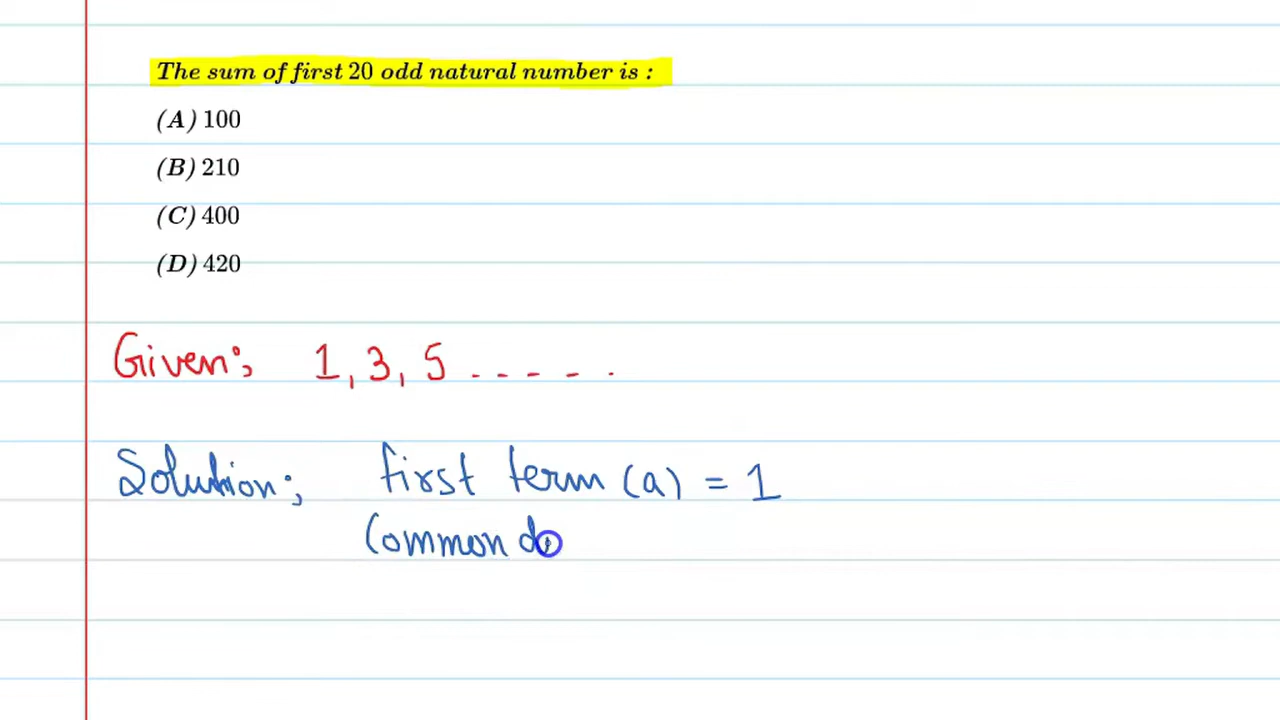 The sum of first 20 odd natural number is :
(A) 100
(B) 210
(C) 400
(D) 420
Given; 1, 3, 5 - - - - - .
Solution; first term (a) = 1
Common di